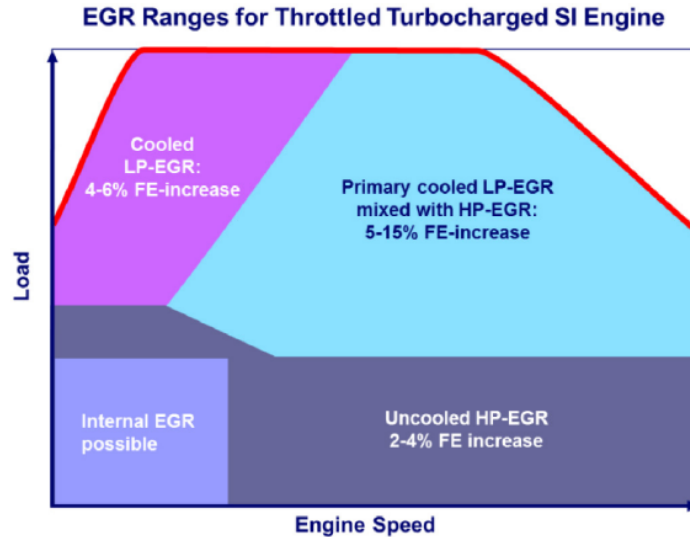 EGR Ranges for Throttled Turbocharged SI Engine
Cooled
LP-EGR:
4-6% FE-increase
Primary cooled LP-EGR
mixed with HP-EGR:
5-15% FE-increase
Load
Internal EGR
possible
Uncooled HP-EGR
2-4% FE increase
Engine Speed